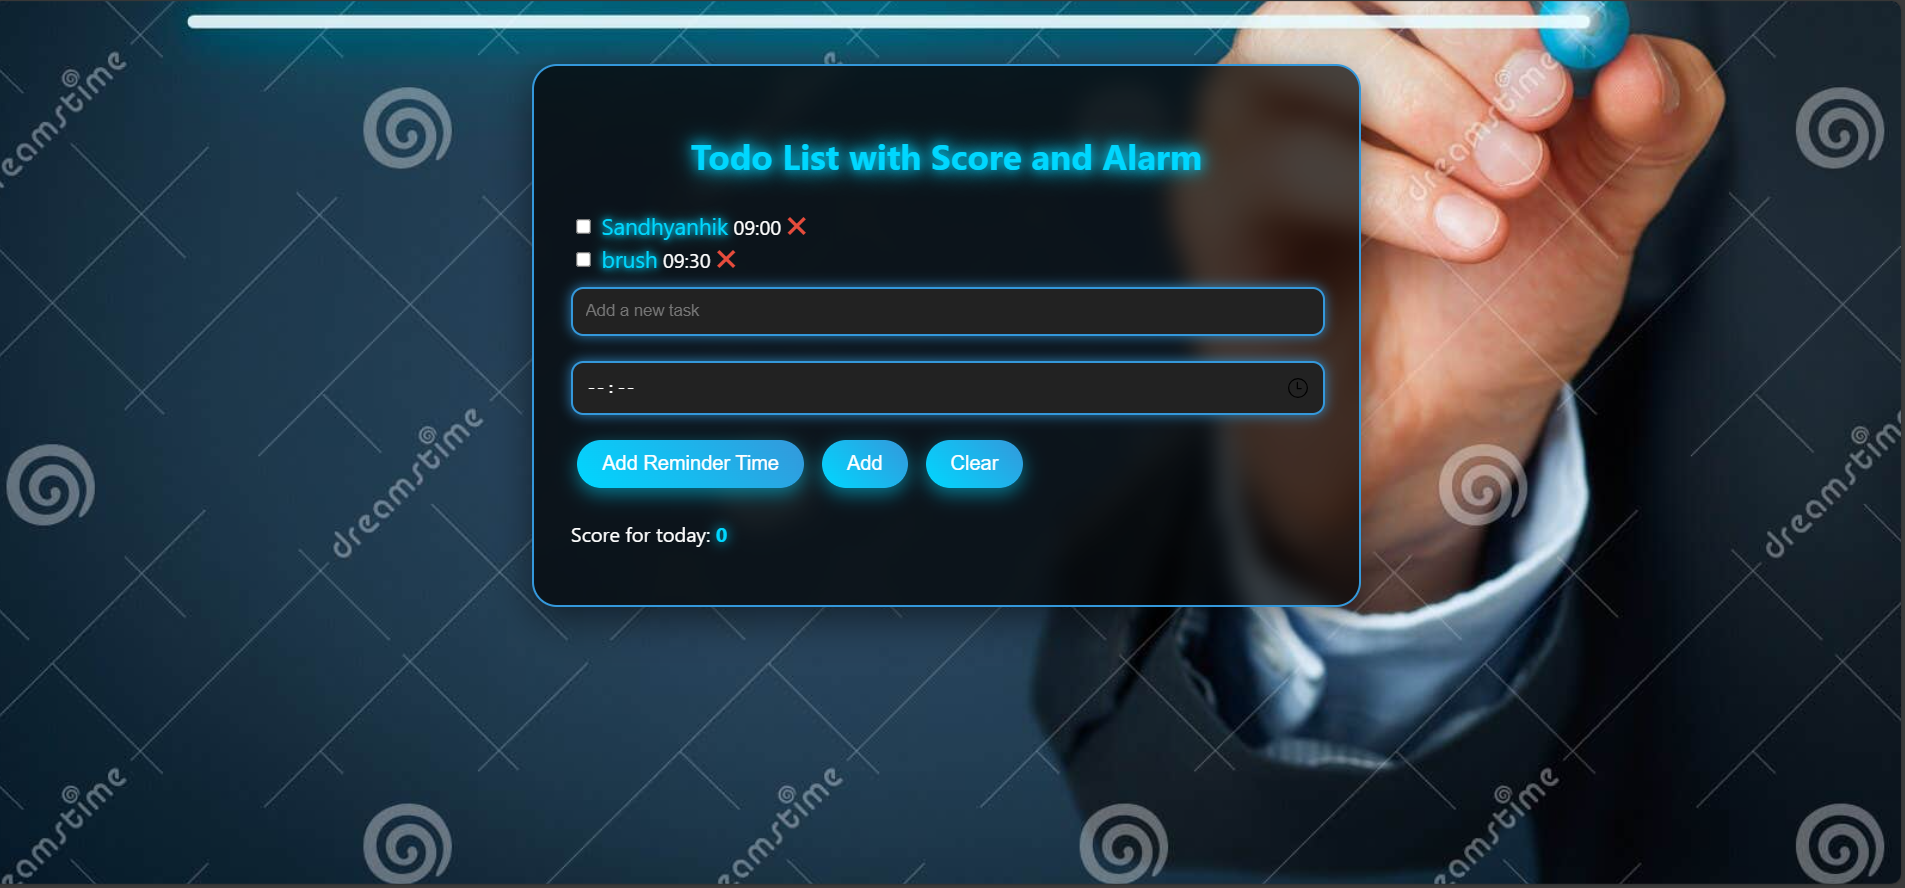 Todo List with Score and Alarm
Sandhyanhik 09:00 ❌
brush 09:30 ❌
Add a new task
--:--
Add Reminder Time Add Clear
Score for today: 0
dreamstime
dreamstime
dreamstime
dreamstime
dreamstime
dreamstime
dreamstime